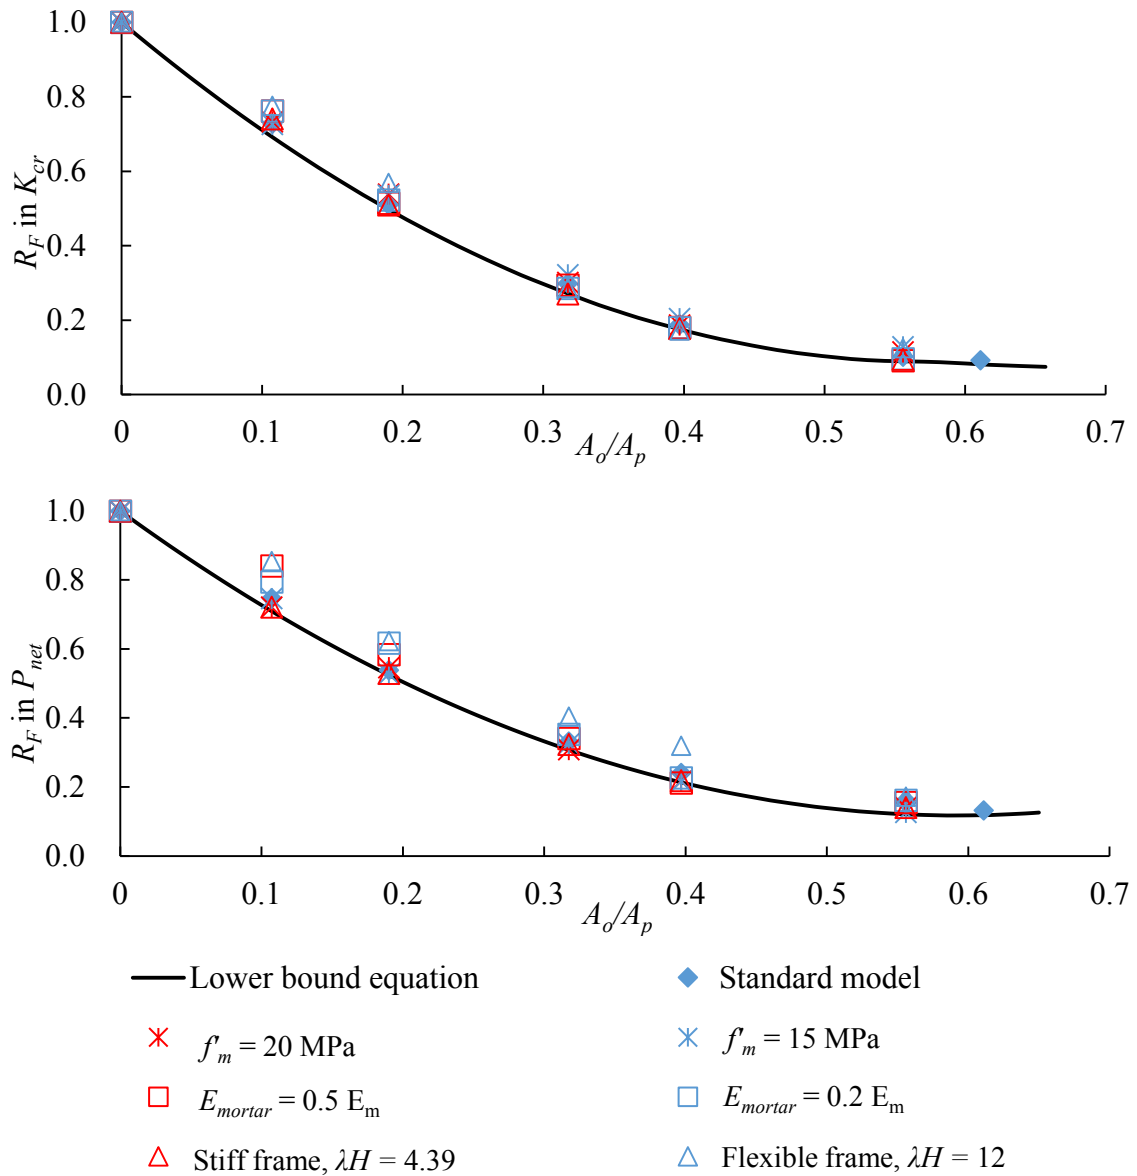 1.0
0.8
0.6
0.4
0.2
0.0
R_F in K_cr
0 0.1 0.2 0.3 0.4 0.5 0.6 0.7
A_o/A_p
1.0
0.8
0.6
0.4
0.2
0.0
R_F in P_net
0 0.1 0.2 0.3 0.4 0.5 0.6 0.7
A_o/A_p
Lower bound equation
Standard model
f'_m = 20 MPa
f'_m = 15 MPa
E_mortar = 0.5 E_m
E_mortar = 0.2 E_m
Stiff frame, λH = 4.39
Flexible frame, λH = 12